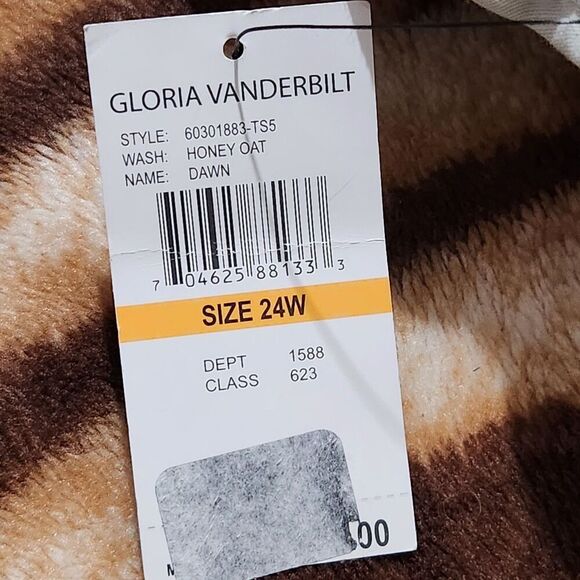 GLORIA VANDERBILT
STYLE: 60301883-TS5
WASH: HONEY OAT
NAME: DAWN
7 04625 88133 3
SIZE 24W
DEPT 1588
CLASS 623
.00
M